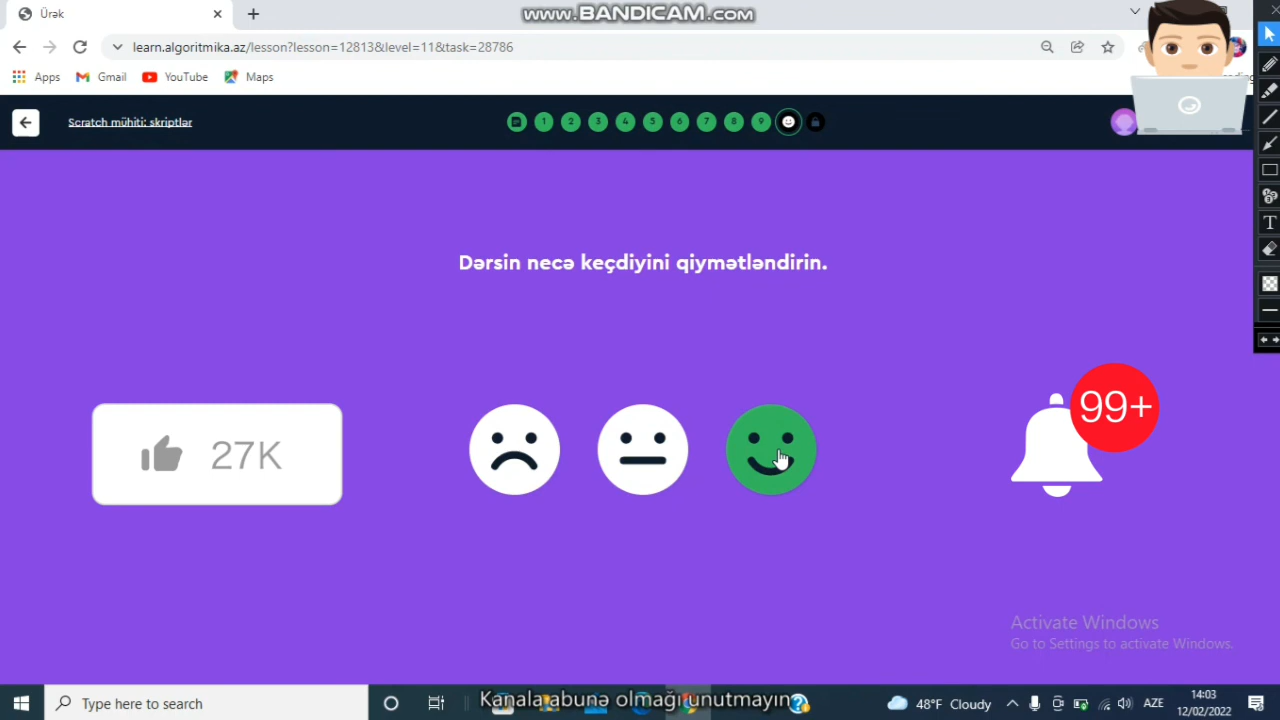 Ürək
www.BANDICAM.com
learn.algoritmika.az/lesson?lesson=12813&level=11&task=28786
Apps
Gmail
YouTube
Maps
Scratch mühiti: skriptlər
1 2 3 4 5 6 7 8 9
T
Dərsin necə keçdiyini qiymətləndirin.
27K
99+
Activate Windows
Go to Settings to activate Windows.
Kanala abunə olmağı unutmayın
Type here to search
48°F Cloudy
AZE
14:03
12/02/2022